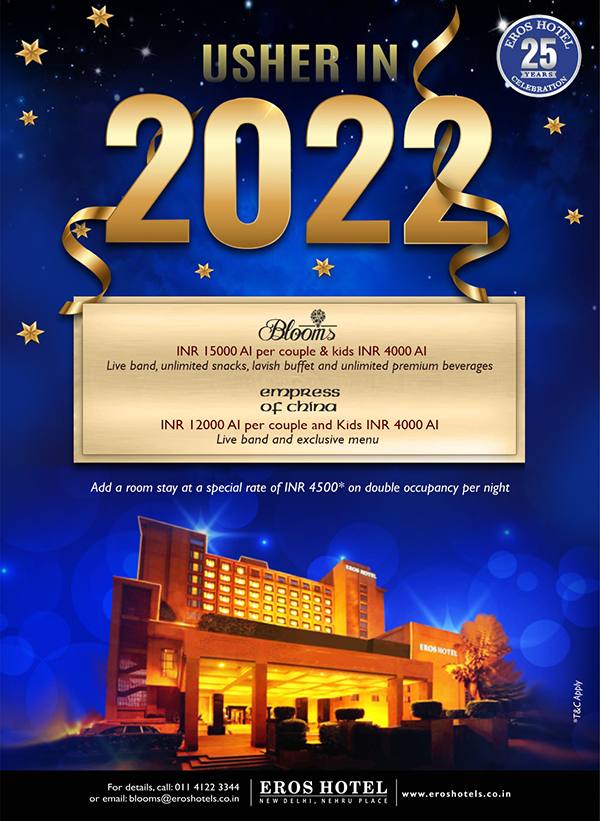 USHER IN
2022
EROS HOTEL
25
YEARS
CELEBRATION
Blooms
INR 15000 AI per couple & kids INR 4000 AI
Live band, unlimited snacks, lavish buffet and unlimited premium beverages
empress
of china
INR 12000 AI per couple and Kids INR 4000 AI
Live band and exclusive menu
Add a room stay at a special rate of INR 4500* on double occupancy per night
EROS HOTEL
EROS HOTEL
*T&C Apply
For details, call: 011 4122 3344
or email: blooms@eroshotels.co.in
EROS HOTEL
NEW DELHI, NEHRU PLACE
www.eroshotels.co.in